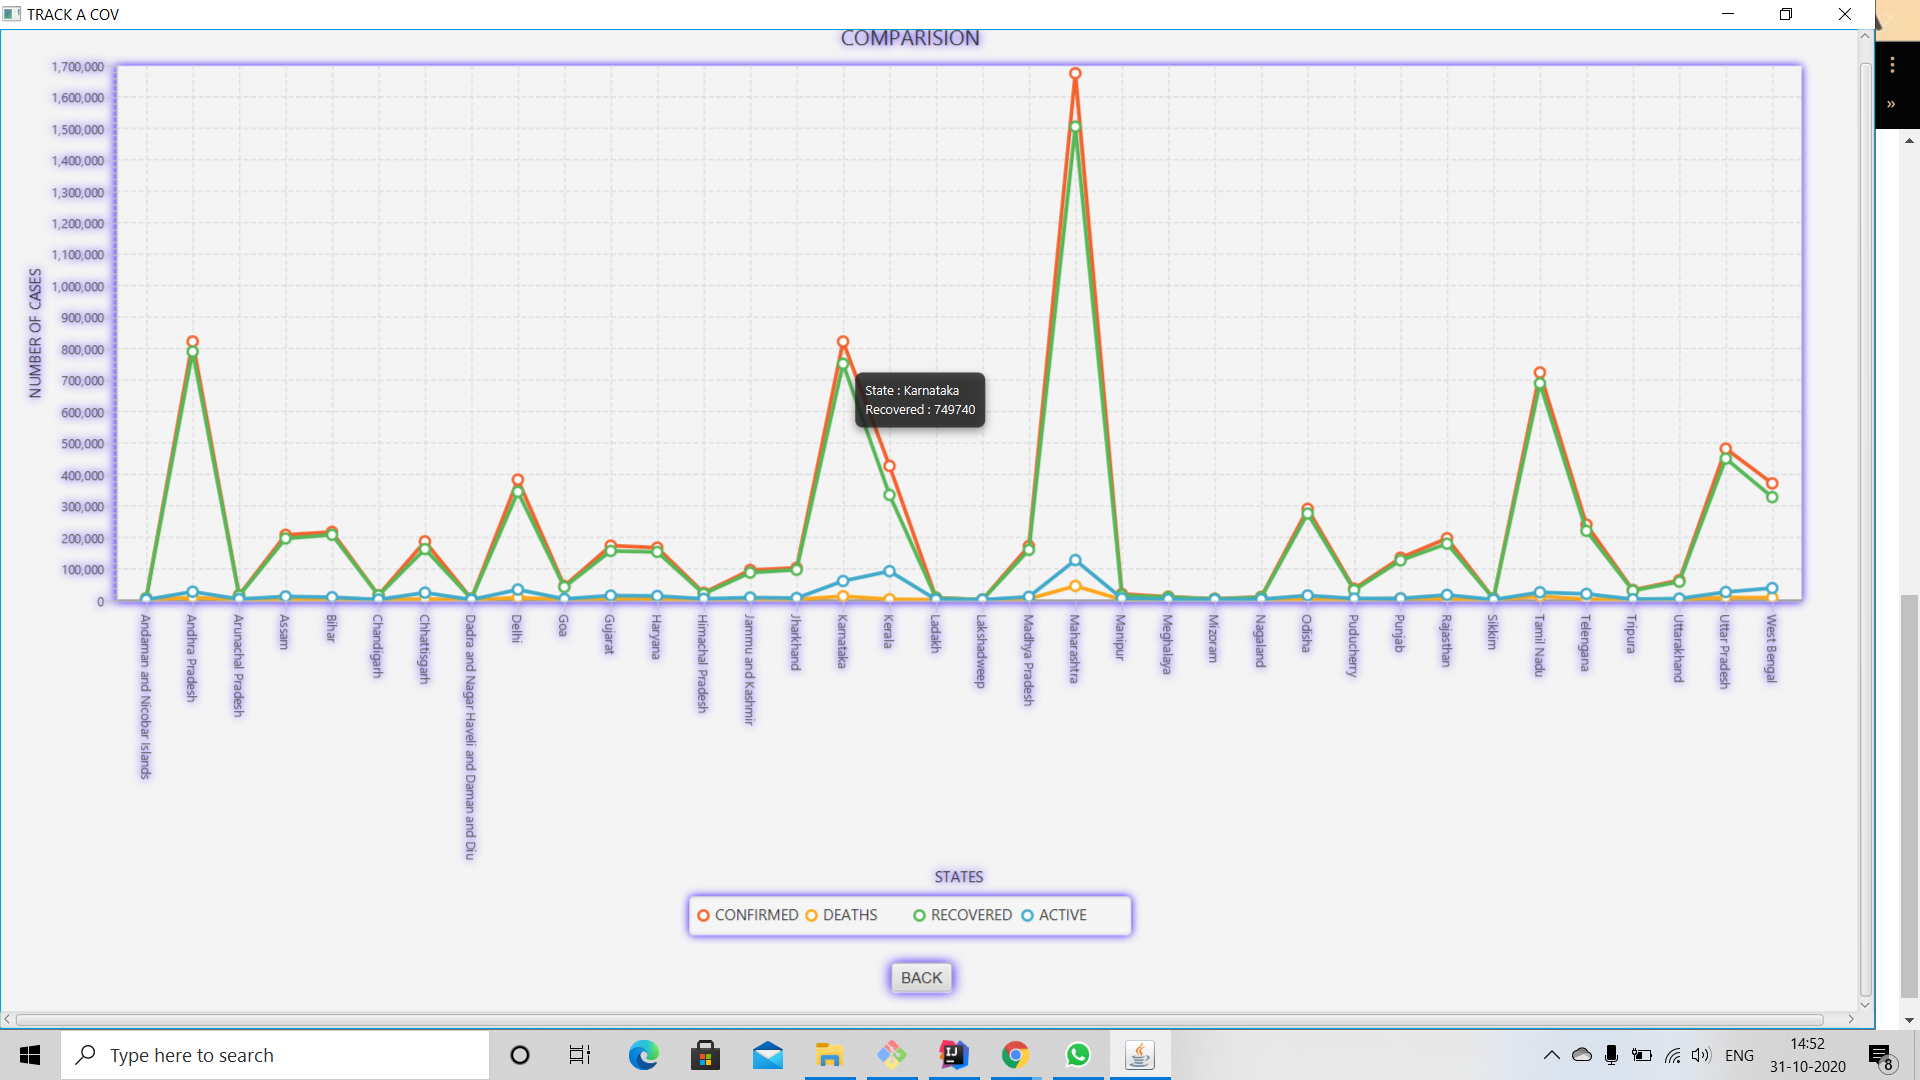 TRACK A COV
COMPARISION
NUMBER OF CASES
1,700,000
1,600,000
1,500,000
1,400,000
1,300,000
1,200,000
1,100,000
1,000,000
900,000
800,000
700,000
600,000
500,000
400,000
300,000
200,000
100,000
0
State : Karnataka
Recovered : 749740
Andaman and Nicobar Islands
Andhra Pradesh
Arunachal Pradesh
Assam
Bihar
Chandigarh
Chhattisgarh
Dadra and Nagar Haveli and Daman and Diu
Delhi
Goa
Gujarat
Haryana
Himachal Pradesh
Jammu and Kashmir
Jharkhand
Karnataka
Kerala
Ladakh
Lakshadweep
Madhya Pradesh
Maharashtra
Manipur
Meghalaya
Mizoram
Nagaland
Odisha
Puducherry
Punjab
Rajasthan
Sikkim
Tamil Nadu
Telengana
Tripura
Uttarakhand
Uttar Pradesh
West Bengal
STATES
CONFIRMED DEATHS RECOVERED ACTIVE
BACK
Type here to search
ENG
14:52
31-10-2020
8